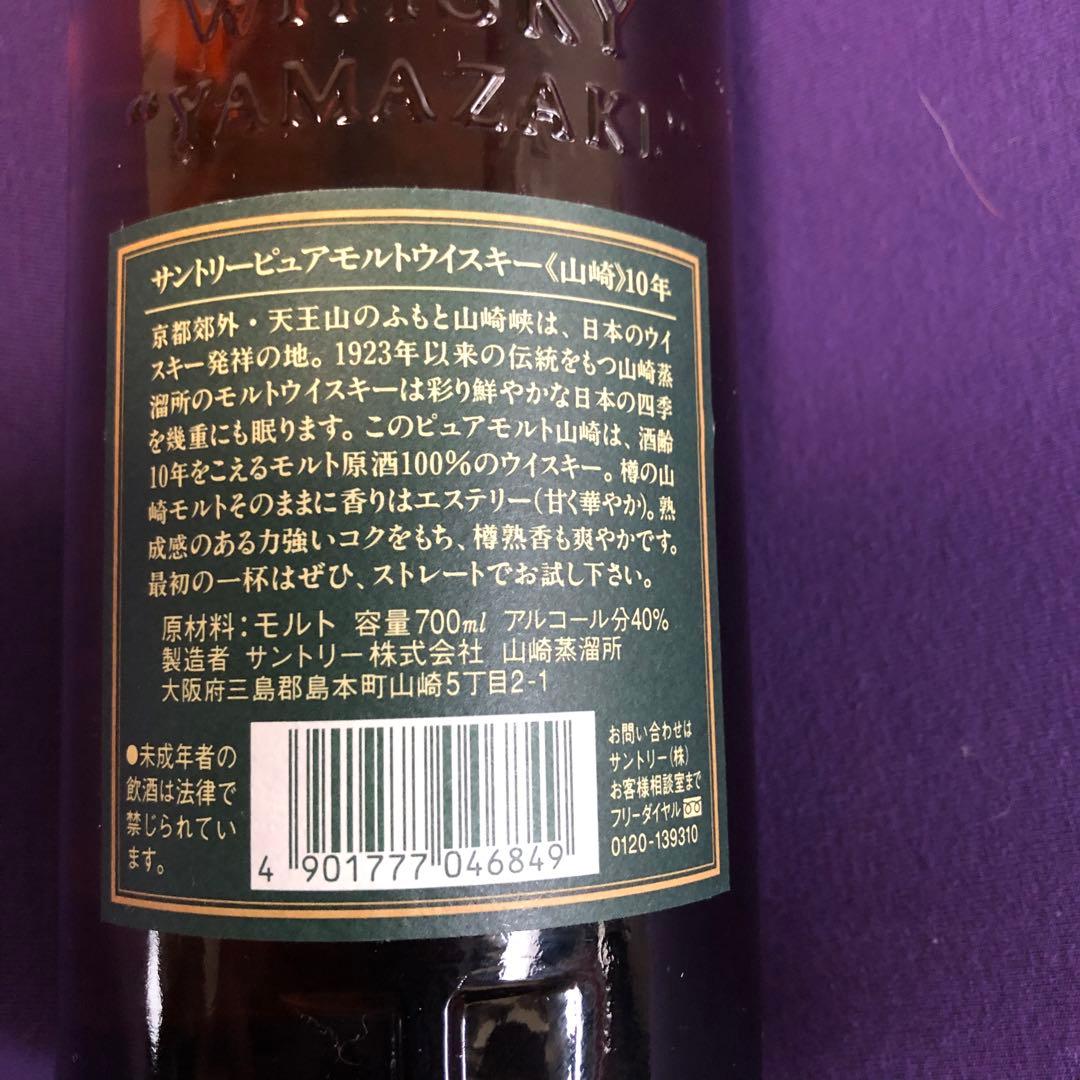 WHISKY
"YAMAZAKI"
サントリーピュアモルトウイスキー《山崎》10年
京都郊外・天王山のふもと山崎峡は、日本のウイ
スキー発祥の地。1923年以来の伝統をもつ山崎蒸
溜所のモルトウイスキーは彩り鮮やかな日本の四季
を幾重にも眠ります。このピュアモルト山崎は、酒齢
10年をこえるモルト原酒100%のウイスキー。樽の山
崎モルトそのままに香りはエステリー(甘く華やか)。熟
成感のある力強いコクをもち、樽熟香も爽やかです。
最初の一杯はぜひ、ストレートでお試し下さい。
原材料:モルト 容量700ml アルコール分40%
製造者 サントリー株式会社 山崎蒸溜所
大阪府三島郡島本町山崎5丁目2-1
●未成年者の
飲酒は法律で
禁じられてい
ます。
4 901777 046849
お問い合わせは
サントリー(株)
お客様相談室まで
フリーダイヤル
0120-139310